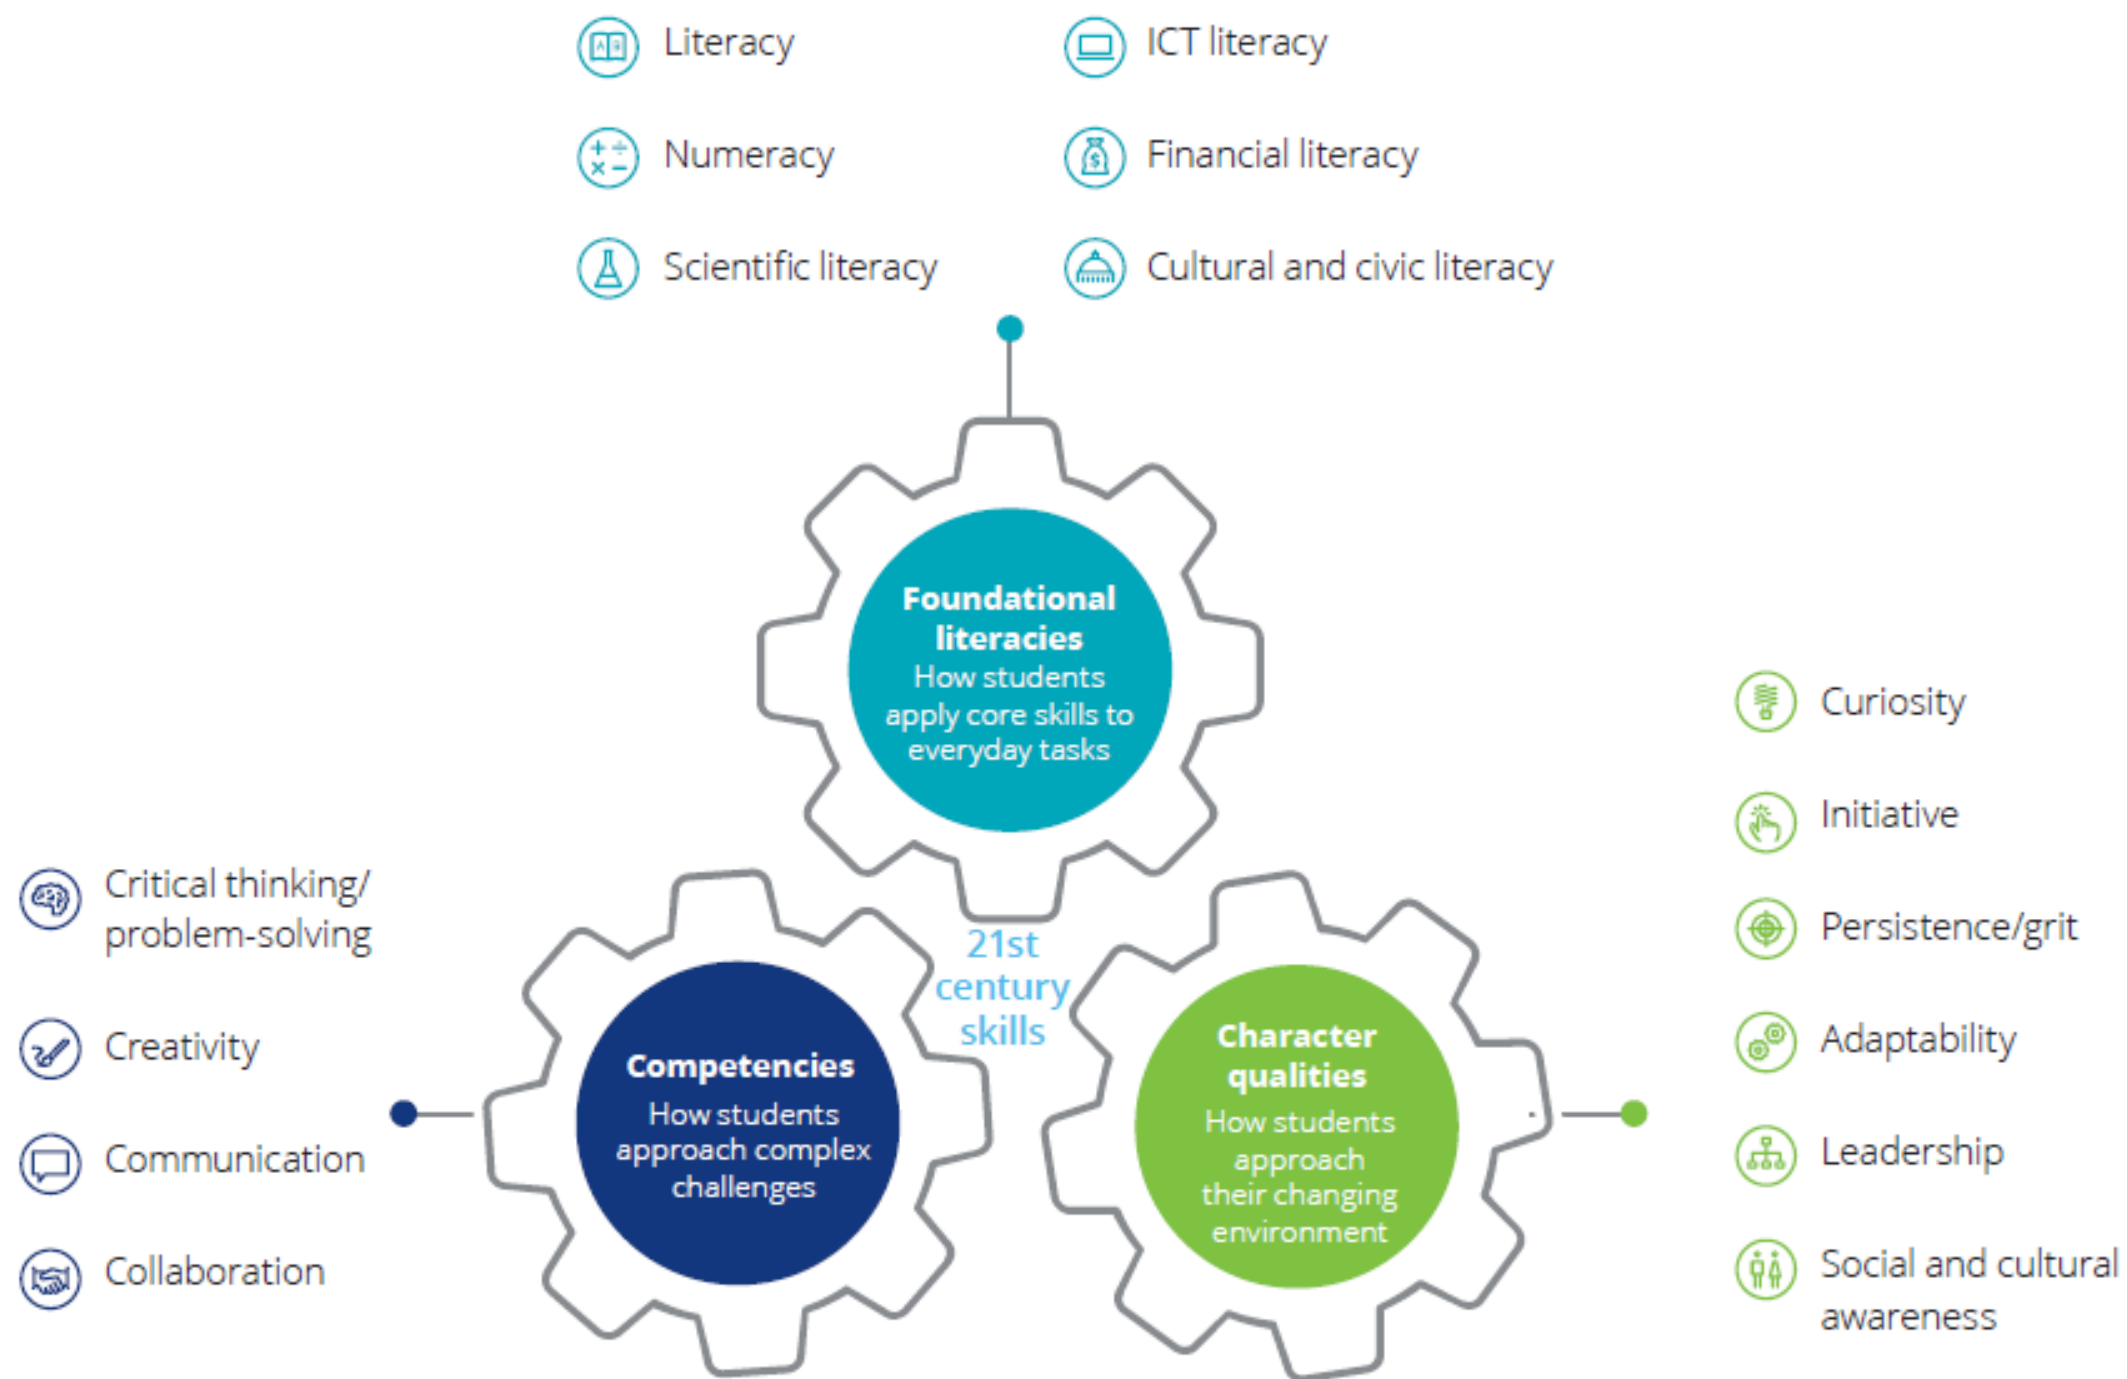 Literacy
Numeracy
Scientific literacy
ICT literacy
Financial literacy
Cultural and civic literacy
Foundational
literacies
How students
apply core skills to
everyday tasks
21st
century
skills
Critical thinking/
problem-solving
Creativity
Communication
Collaboration
Competencies
How students
approach complex
challenges
Character
qualities
How students
approach
their changing
environment
Curiosity
Initiative
Persistence/grit
Adaptability
Leadership
Social and cultural
awareness